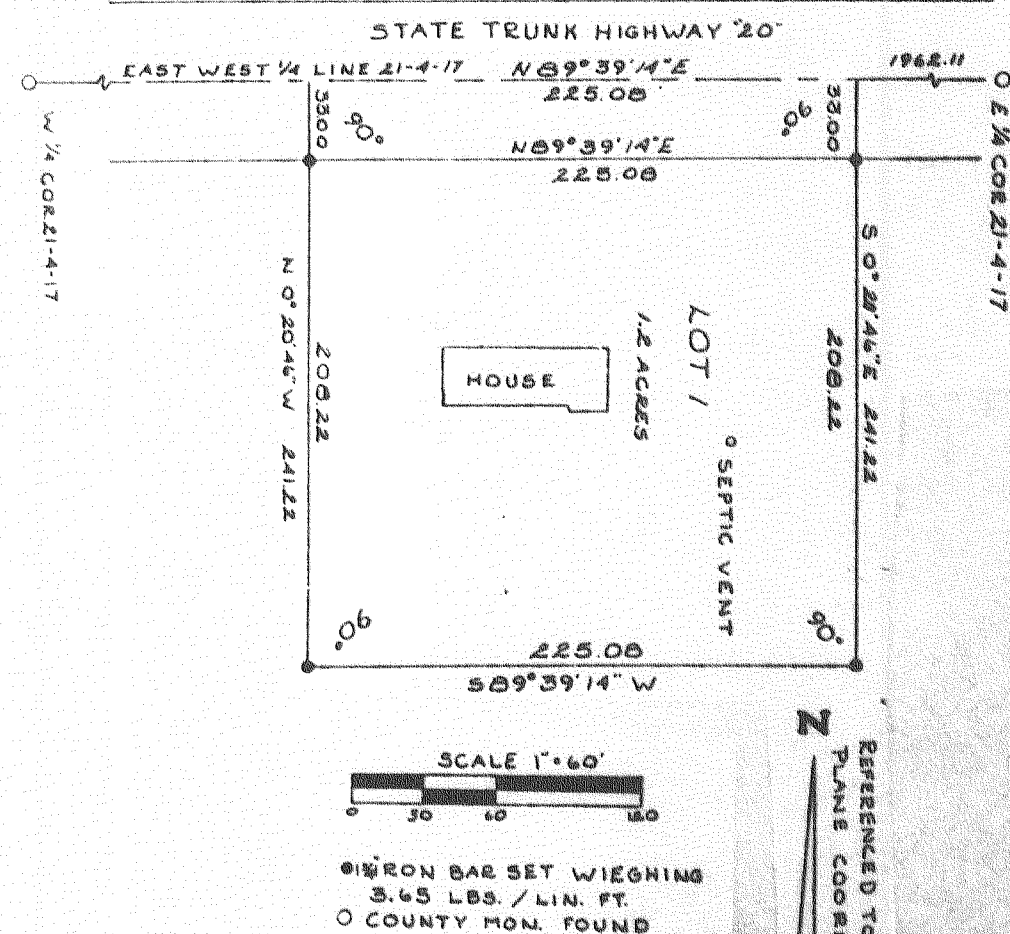 STATE TRUNK HIGHWAY "20"
EAST WEST 1/4 LINE 21-4-17 N89°39'14"E
225.08
1962.11
33.00
90°
90°
33.00
N89°39'14"E
225.08
W 1/4 COR 21-4-17
E 1/4 COR 21-4-17
N 0°20'46"W 241.22
208.22
HOUSE
1.2 ACRES
LOT 1
SEPTIC VENT
208.22
S 0°20'46"E 241.22
90°
90°
225.08
S89°39'14"W
N
REFERENCED TO
PLANE COOR
SCALE 1"=60'
0 30 60
IRON BAR SET WIEGHING
3.65 LBS. / LIN. FT.
O COUNTY MON. FOUND